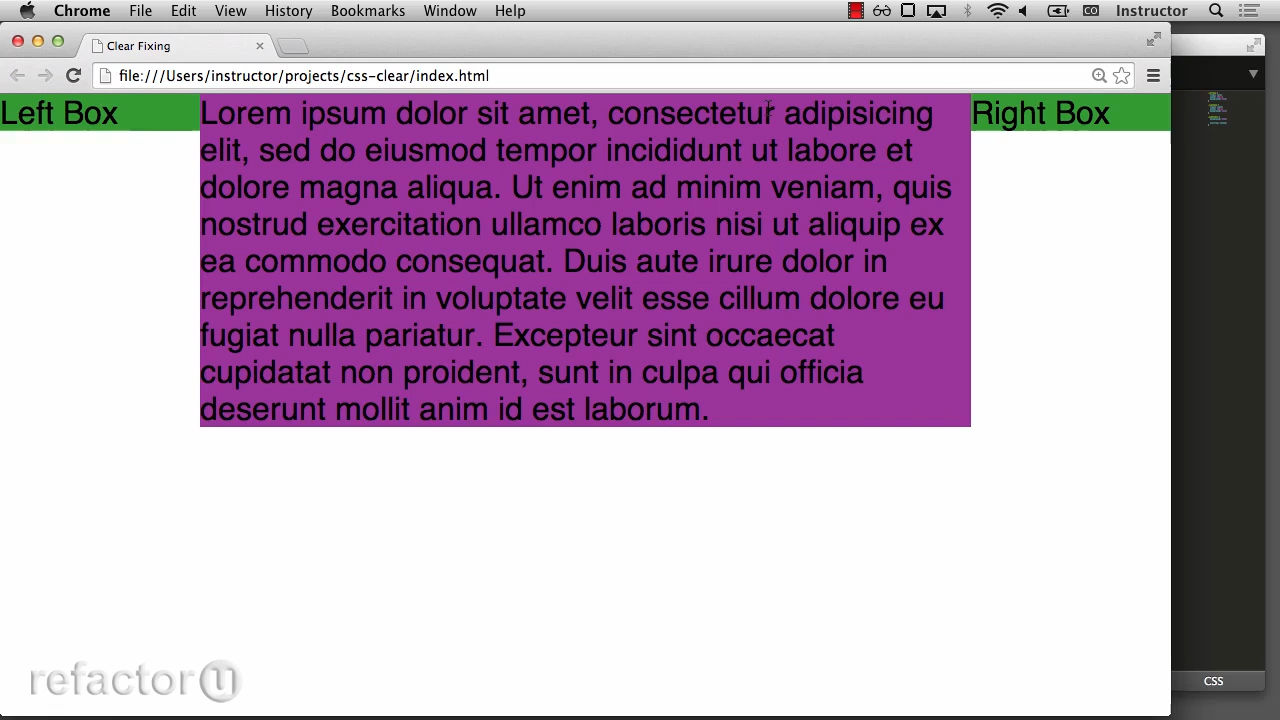 Chrome File Edit View History Bookmarks Window Help Instructor
Clear Fixing
file:///Users/instructor/projects/css-clear/index.html
Left Box
Lorem ipsum dolor sit amet, consectetur adipisicing
elit, sed do eiusmod tempor incididunt ut labore et
dolore magna aliqua. Ut enim ad minim veniam, quis
nostrud exercitation ullamco laboris nisi ut aliquip ex
ea commodo consequat. Duis aute irure dolor in
reprehenderit in voluptate velit esse cillum dolore eu
fugiat nulla pariatur. Excepteur sint occaecat
cupidatat non proident, sunt in culpa qui officia
deserunt mollit anim id est laborum.
Right Box
refactor u
CSS